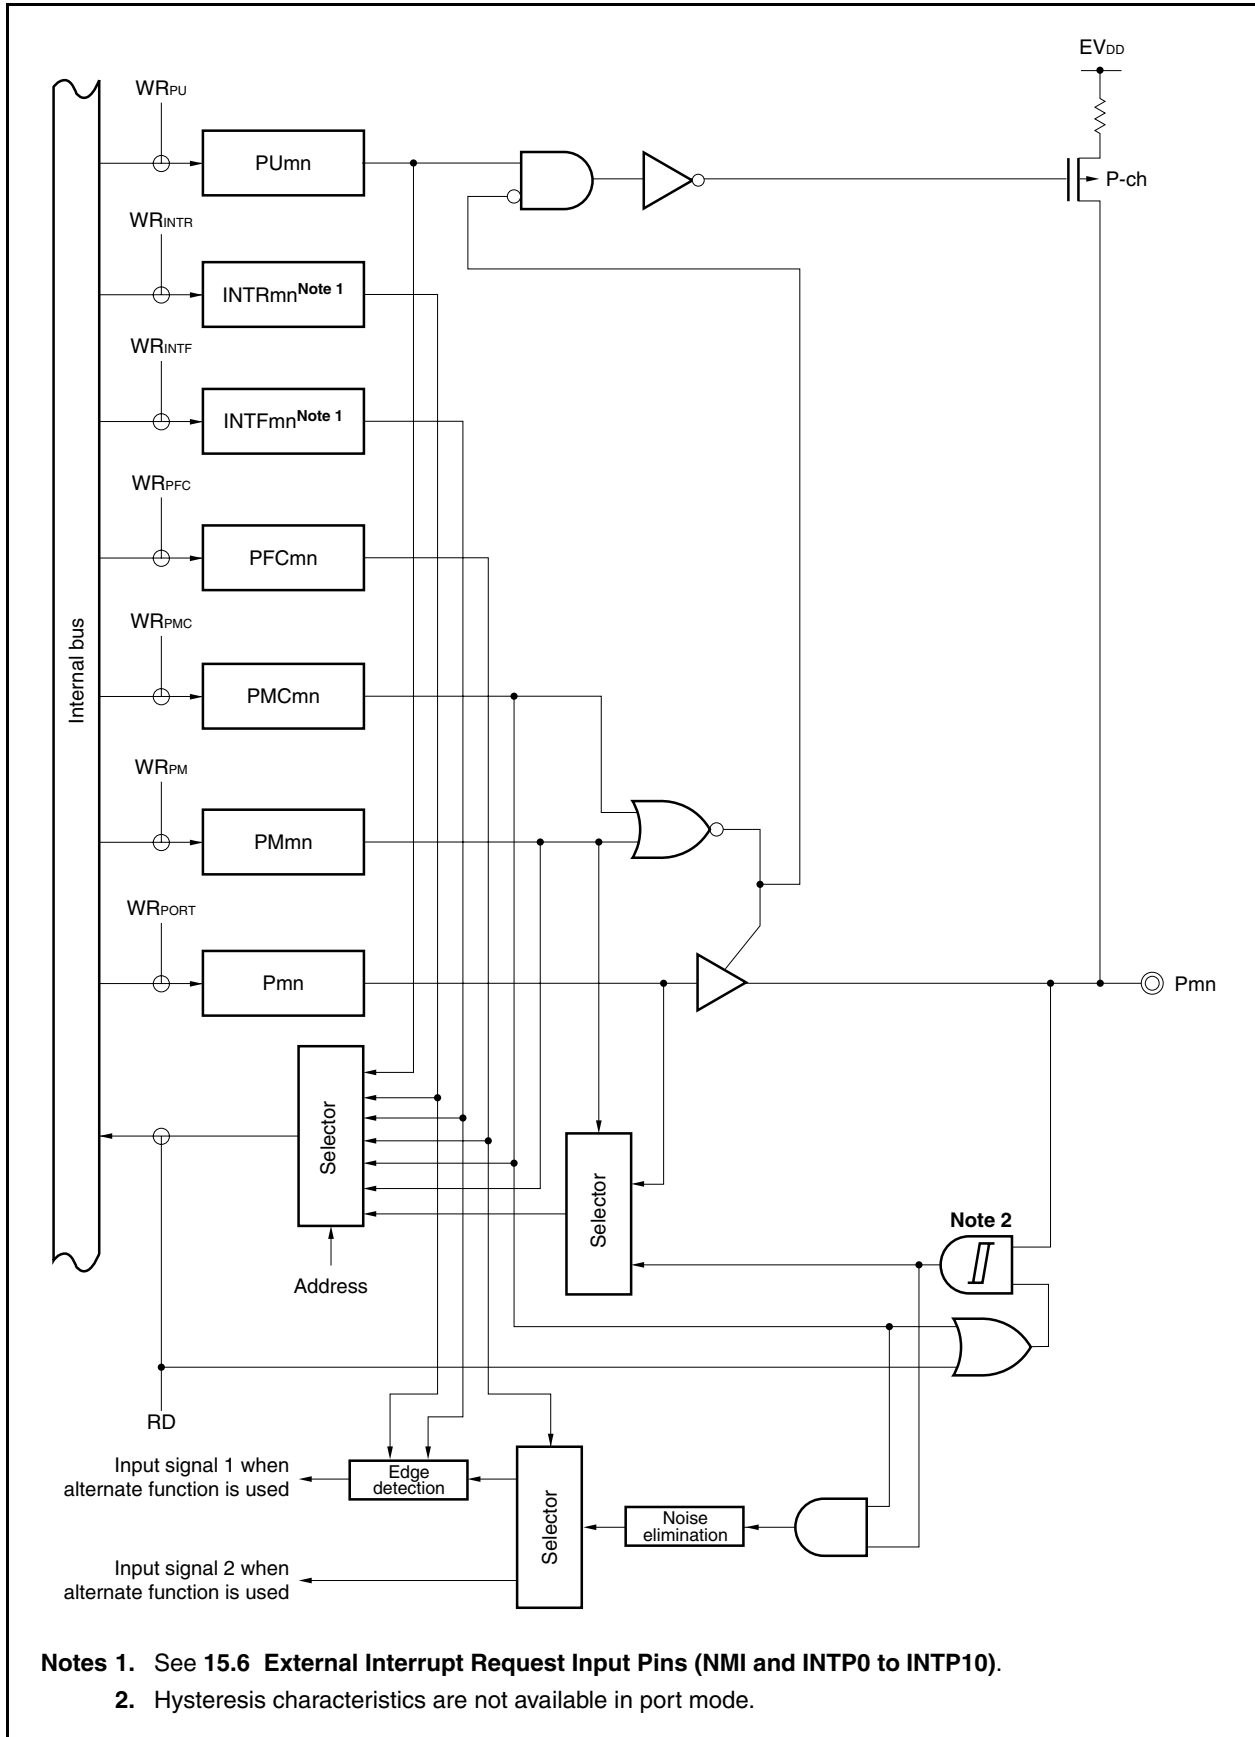 EVDD
WRPU
PUmn
P-ch
WRINTR
INTRmnNote 1
WRINTF
INTFmnNote 1
WRPFC
PFCmn
WRPMC
Internal bus
PMCmn
WRPM
PMmn
WRPORT
Pmn
Pmn
Selector
Selector
Note 2
Address
RD
Input signal 1 when
alternate function is used
Edge
detection
Selector
Noise
elimination
Input signal 2 when
alternate function is used
Notes 1. See 15.6 External Interrupt Request Input Pins (NMI and INTP0 to INTP10).
2. Hysteresis characteristics are not available in port mode.